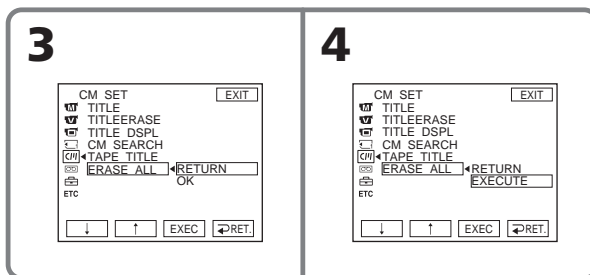 3
CM SET EXIT
TITLE
TITLEERASE
TITLE DSPL
CM SEARCH
TAPE TITLE
ERASE ALL RETURN
OK
ETC
↓ ↑ EXEC RET.
4
CM SET EXIT
TITLE
TITLEERASE
TITLE DSPL
CM SEARCH
TAPE TITLE
ERASE ALL RETURN
EXECUTE
ETC
↓ ↑ EXEC RET.